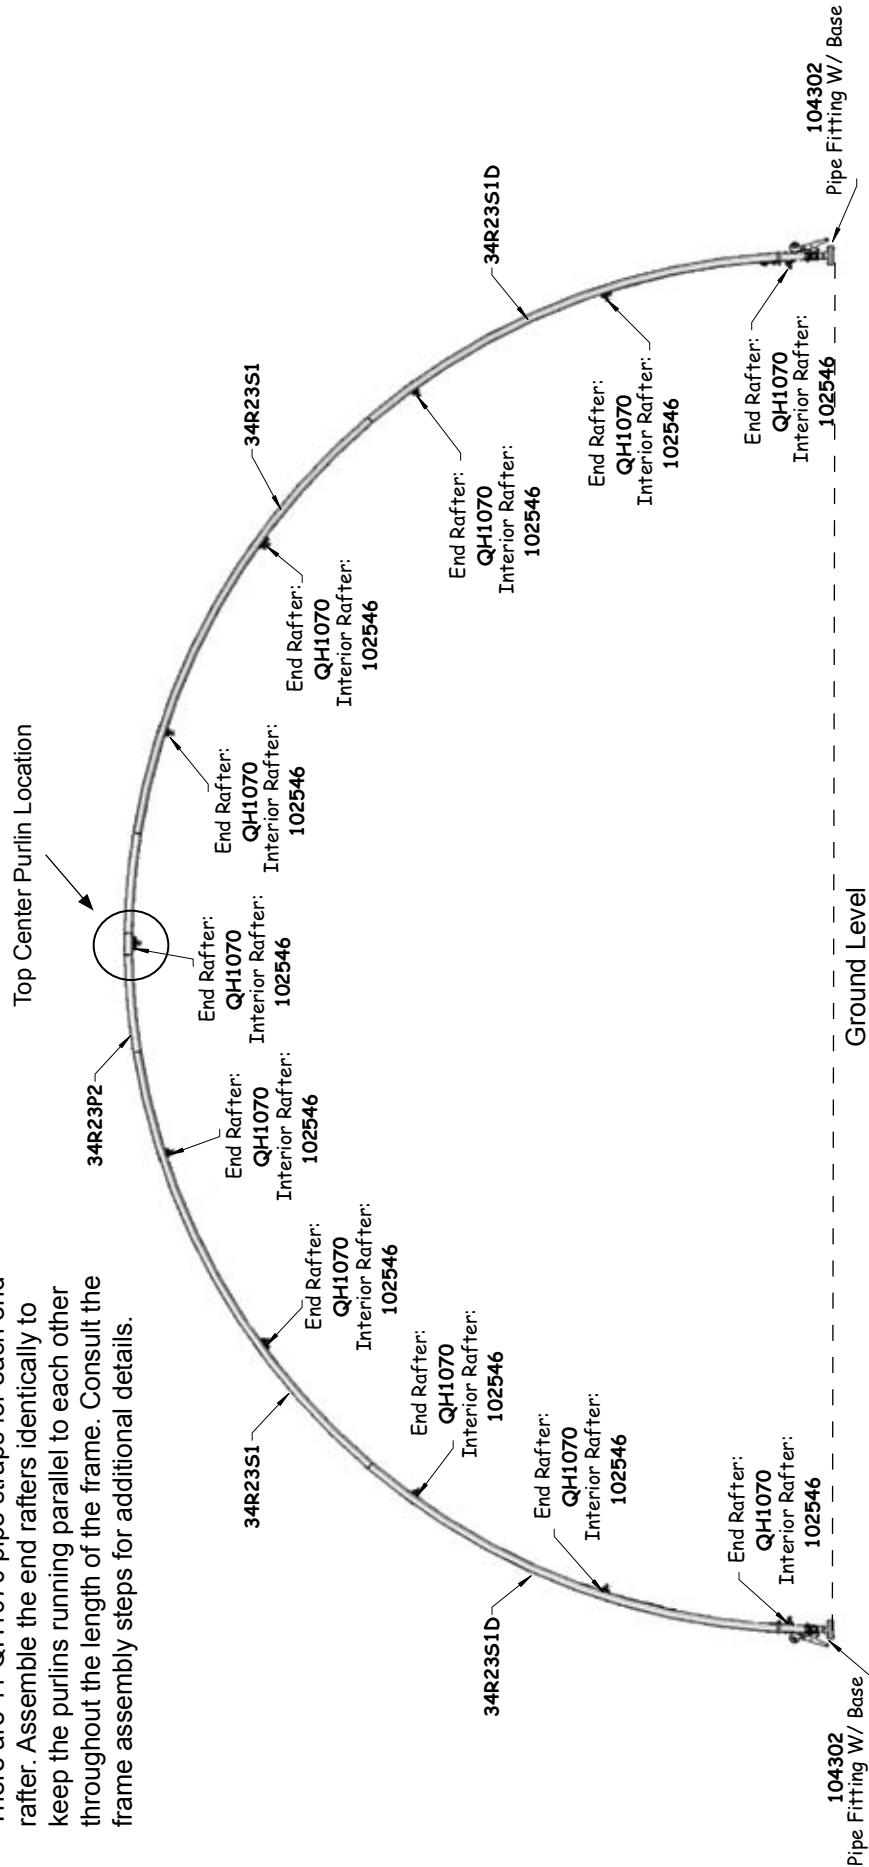 There are 11 QH1070 pipe straps for each end
rafter. Assemble the end rafters identically to
keep the purlins running parallel to each other
throughout the length of the frame. Consult the
frame assembly steps for additional details.
Top Center Purlin Location
34R23P2
34R23S1
34R23S1
34R23S1D
34R23S1D
End Rafter:
QH1070
Interior Rafter:
102546
End Rafter:
QH1070
Interior Rafter:
102546
End Rafter:
QH1070
Interior Rafter:
102546
End Rafter:
QH1070
Interior Rafter:
102546
End Rafter:
QH1070
Interior Rafter:
102546
End Rafter:
QH1070
Interior Rafter:
102546
End Rafter:
QH1070
Interior Rafter:
102546
End Rafter:
QH1070
Interior Rafter:
102546
End Rafter:
QH1070
Interior Rafter:
102546
End Rafter:
QH1070
Interior Rafter:
102546
End Rafter:
QH1070
Interior Rafter:
102546
104302
Pipe Fitting W/ Base
Ground Level
104302
Pipe Fitting W/ Base